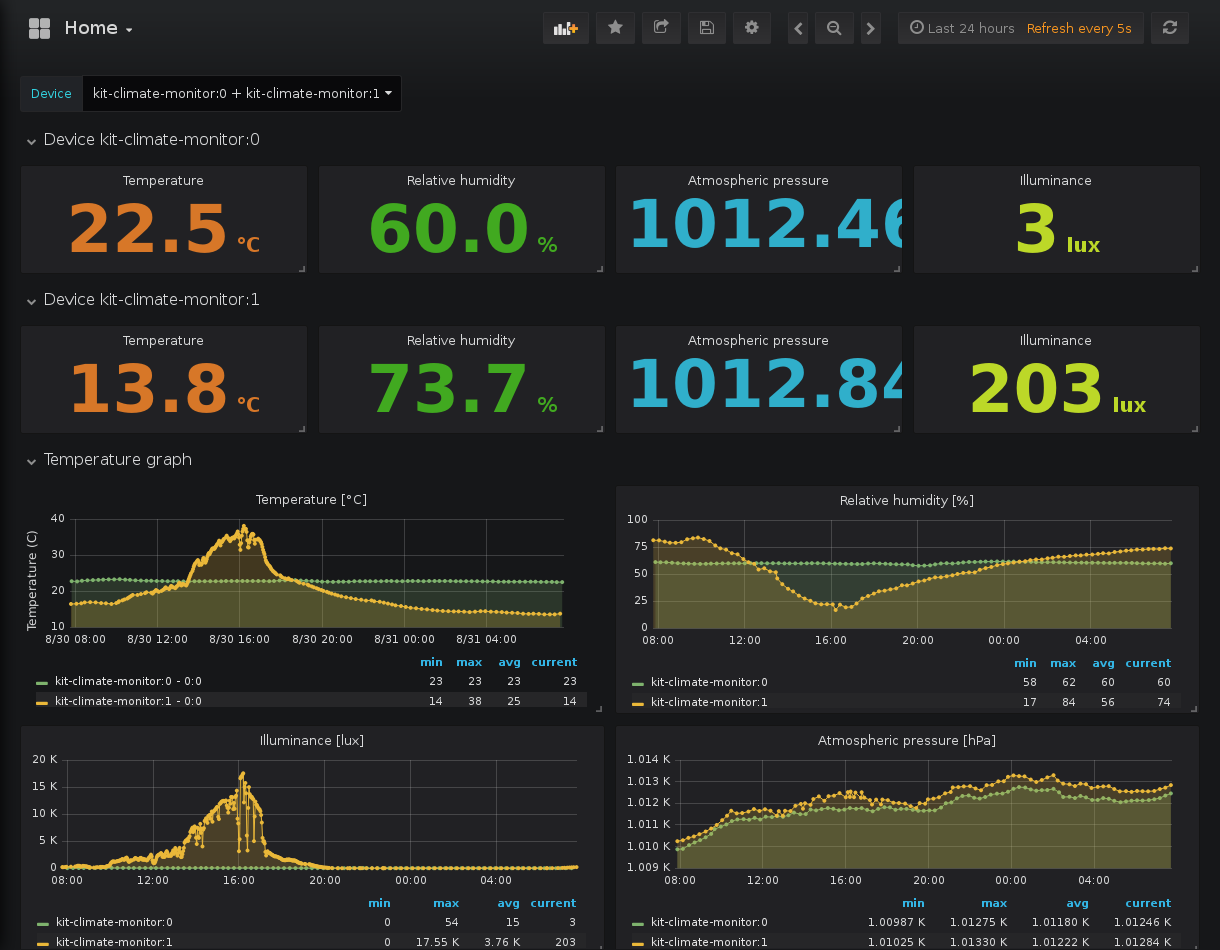 Home
Last 24 hours Refresh every 5s
Device kit-climate-monitor:0 + kit-climate-monitor:1
Device kit-climate-monitor:0
Temperature Relative humidity Atmospheric pressure Illuminance
22.5 °C 60.0 % 1012.46 3 lux
Device kit-climate-monitor:1
Temperature Relative humidity Atmospheric pressure Illuminance
13.8 °C 73.7 % 1012.84 203 lux
Temperature graph
Temperature [°C]
Temperature (C)
40
30
20
10
8/30 08:00 8/30 12:00 8/30 16:00 8/30 20:00 8/31 00:00 8/31 04:00
min max avg current
kit-climate-monitor:0 - 0:0 23 23 23 23
kit-climate-monitor:1 - 0:0 14 38 25 14
Relative humidity [%]
100
75
50
25
0
08:00 12:00 16:00 20:00 00:00 04:00
min max avg current
kit-climate-monitor:0 58 62 60 60
kit-climate-monitor:1 17 84 56 74
Illuminance [lux]
20 K
15 K
10 K
5 K
0
08:00 12:00 16:00 20:00 00:00 04:00
min max avg current
kit-climate-monitor:0 0 54 15 3
kit-climate-monitor:1 0 17.55 K 3.76 K 203
Atmospheric pressure [hPa]
1.014 K
1.013 K
1.012 K
1.011 K
1.010 K
1.009 K
08:00 12:00 16:00 20:00 00:00 04:00
min max avg current
kit-climate-monitor:0 1.00987 K 1.01275 K 1.01180 K 1.01246 K
kit-climate-monitor:1 1.01025 K 1.01330 K 1.01222 K 1.01284 K